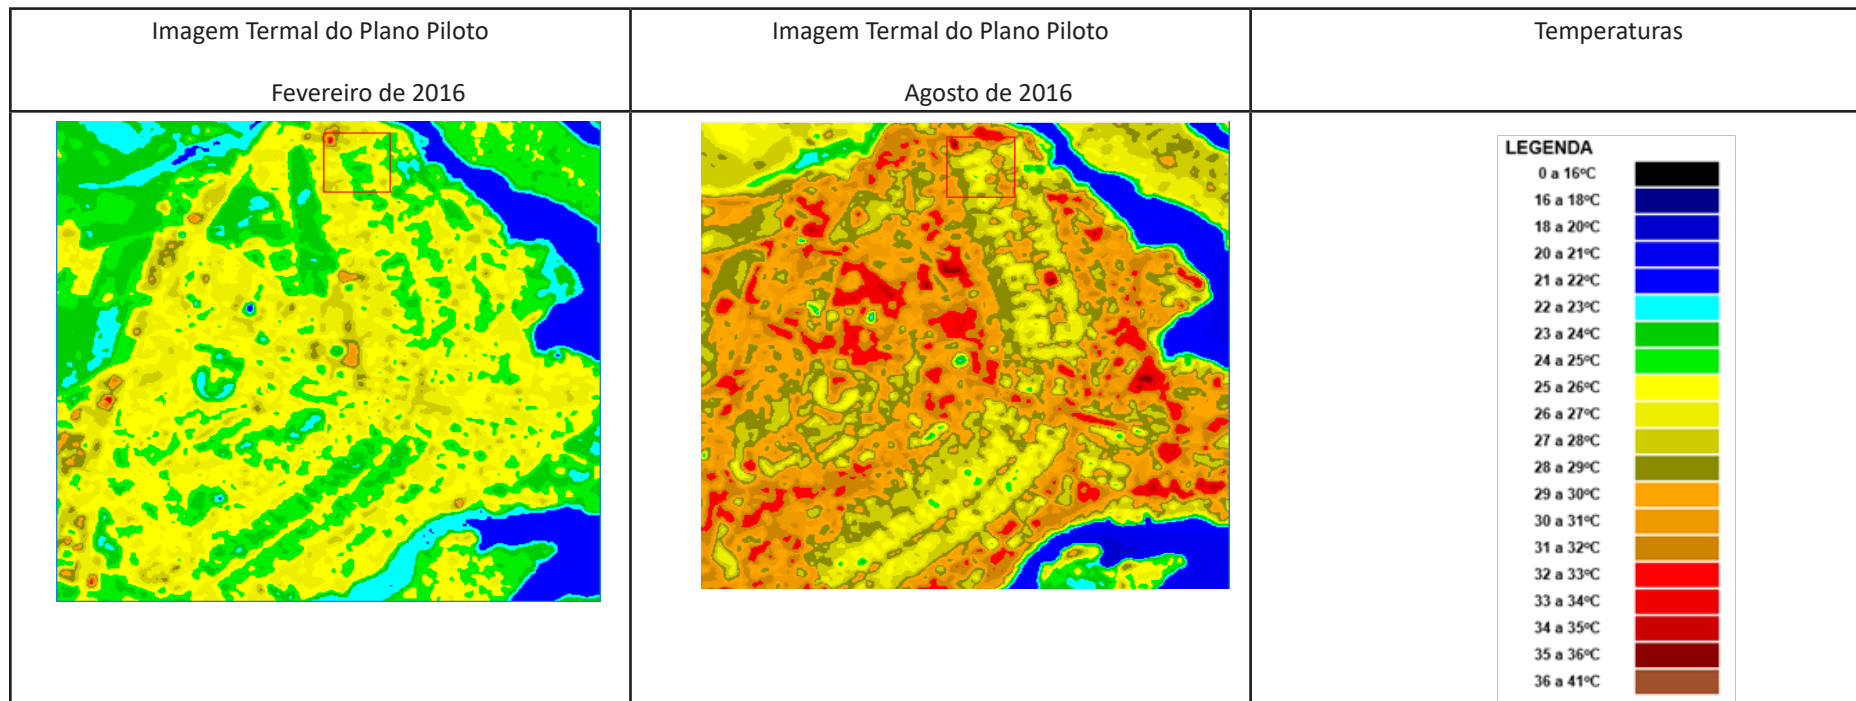 Imagem Termal do Plano Piloto
Fevereiro de 2016
Imagem Termal do Plano Piloto
Agosto de 2016
Temperaturas
LEGENDA
0 a 16ºC
16 a 18ºC
18 a 20ºC
20 a 21ºC
21 a 22ºC
22 a 23ºC
23 a 24ºC
24 a 25ºC
25 a 26ºC
26 a 27ºC
27 a 28ºC
28 a 29ºC
29 a 30ºC
30 a 31ºC
31 a 32ºC
32 a 33ºC
33 a 34ºC
34 a 35ºC
35 a 36ºC
36 a 41ºC